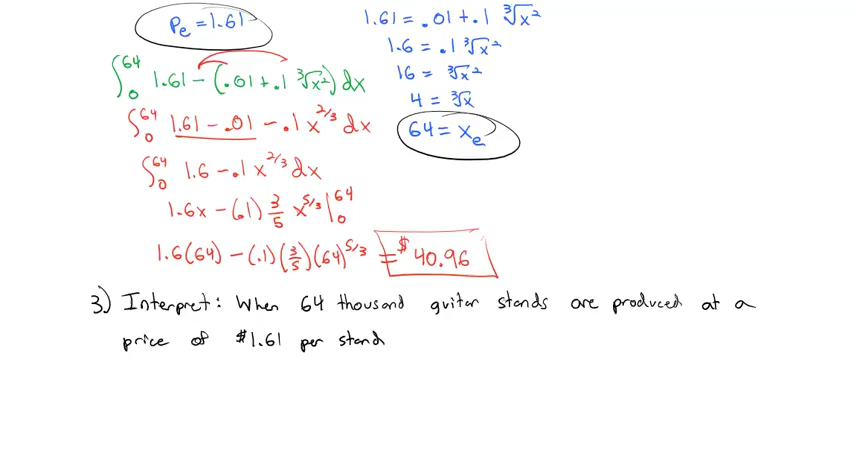 Pe = 1.61
1.61 = .01 + .1 ∛x²
1.6 = .1 ∛x²
16 = ∛x²
4 = ∛x
64 = xe
∫₀⁶⁴ 1.61 - (.01 + .1 ∛x²) dx
∫₀⁶⁴ 1.61 - .01 - .1 x^2/3 dx
∫₀⁶⁴ 1.6 - .1 x^2/3 dx
1.6x - (.1) 3/5 x^5/3 |₀⁶⁴
1.6(64) - (.1)(3/5)(64)^5/3 = $40.96
3) Interpret: When 64 thousand guitar stands are produced at a
price of $1.61 per stand